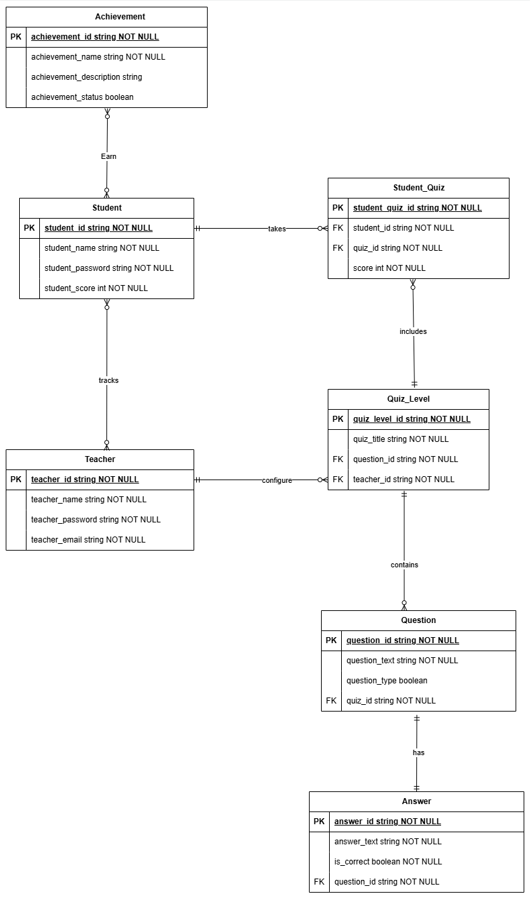 Achievement
PK achievement_id string NOT NULL
achievement_name string NOT NULL
achievement_description string
achievement_status boolean
Earn
Student
PK student_id string NOT NULL
student_name string NOT NULL
student_password string NOT NULL
student_score int NOT NULL
takes
Student_Quiz
PK student_quiz_id string NOT NULL
FK student_id string NOT NULL
FK quiz_id string NOT NULL
score int NOT NULL
tracks
includes
Teacher
PK teacher_id string NOT NULL
teacher_name string NOT NULL
teacher_password string NOT NULL
teacher_email string NOT NULL
configure
Quiz_Level
PK quiz_level_id string NOT NULL
quiz_title string NOT NULL
FK question_id string NOT NULL
FK teacher_id string NOT NULL
contains
Question
PK question_id string NOT NULL
question_text string NOT NULL
question_type boolean
FK quiz_id string NOT NULL
has
Answer
PK answer_id string NOT NULL
answer_text string NOT NULL
is_correct boolean NOT NULL
FK question_id string NOT NULL